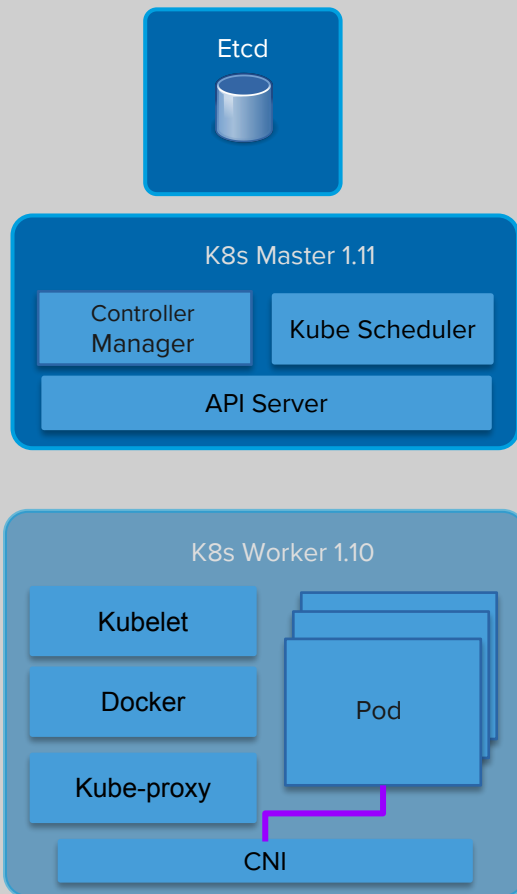 Etcd
K8s Master 1.11
Controller
Manager
Kube Scheduler
API Server
K8s Worker 1.10
Kubelet
Docker
Kube-proxy
Pod
CNI